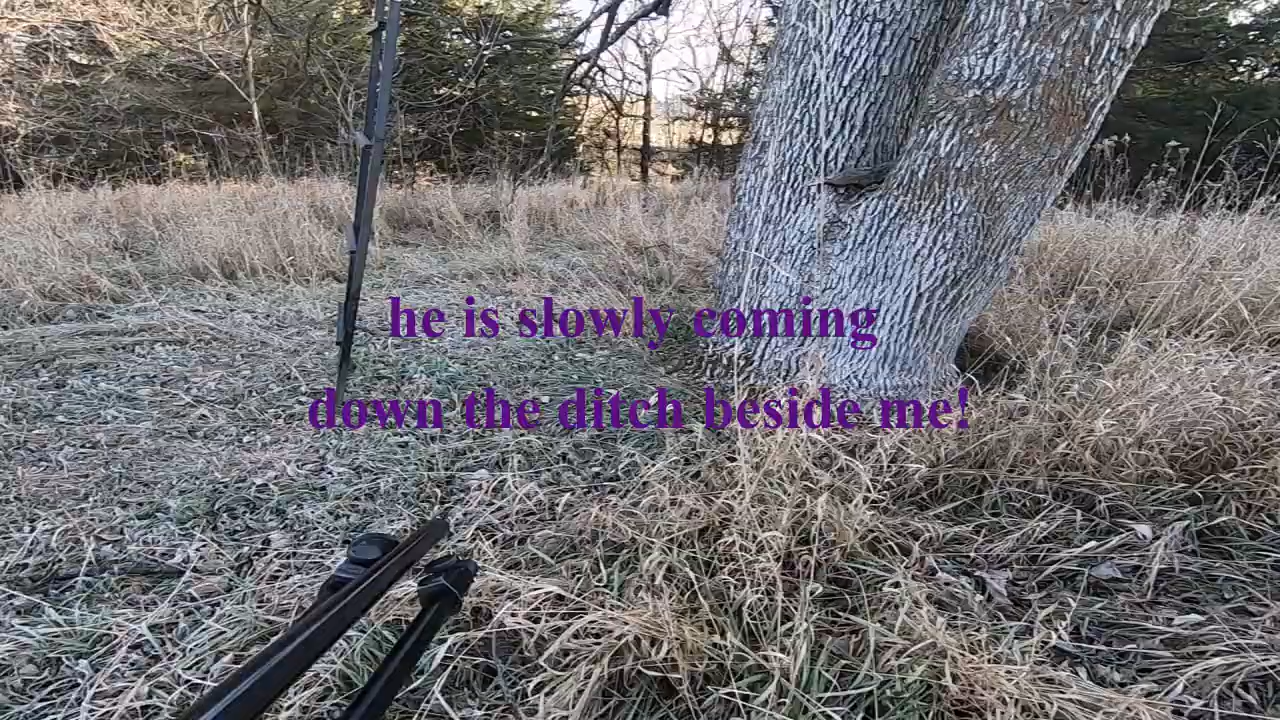 he is slowly coming
down the ditch beside me!